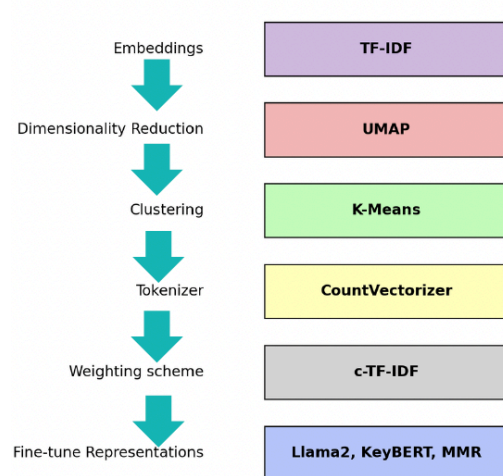 Embeddings
TF-IDF
Dimensionality Reduction
UMAP
Clustering
K-Means
Tokenizer
CountVectorizer
Weighting scheme
c-TF-IDF
Fine-tune Representations
Llama2, KeyBERT, MMR